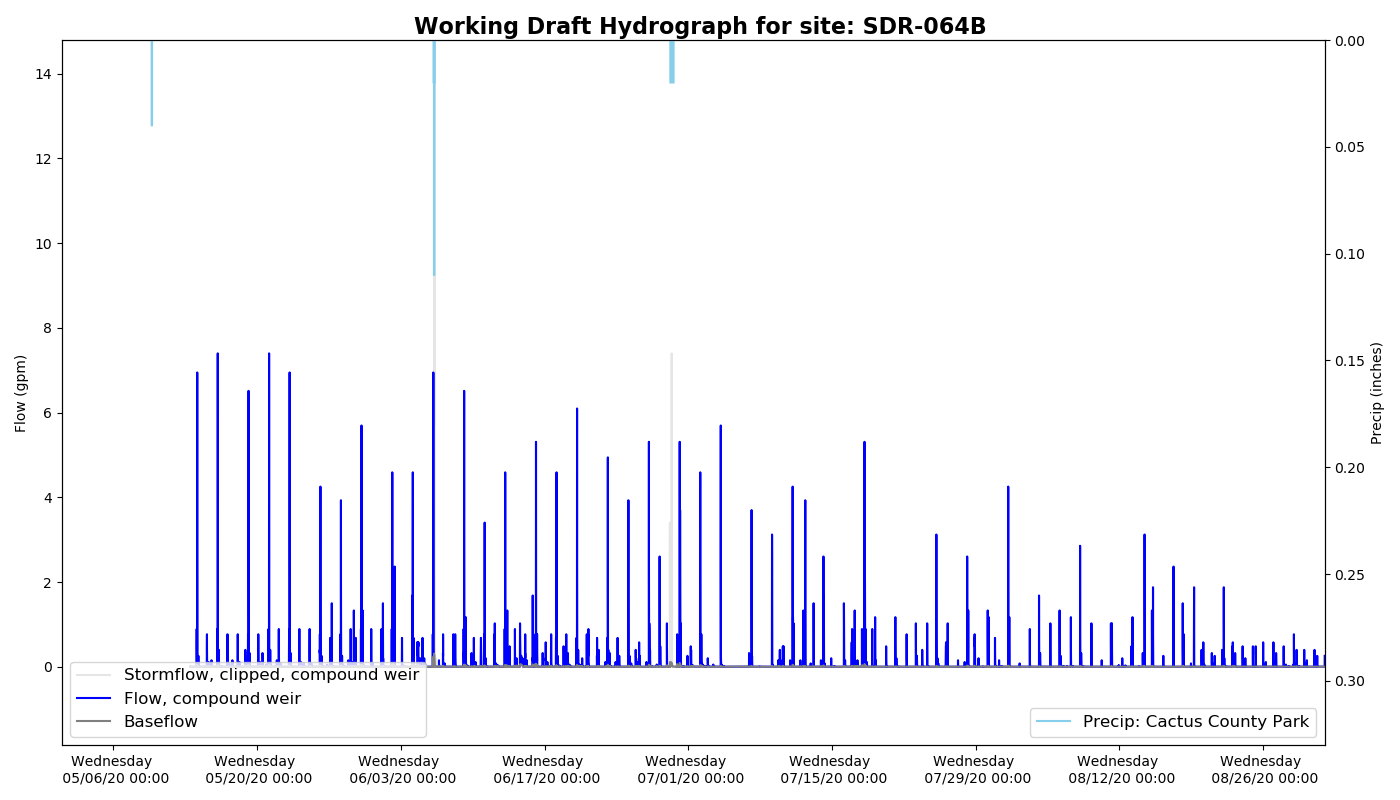 Working Draft Hydrograph for site: SDR-064B
14
12
10
8
6
4
2
0
Flow (gpm)
0.00
0.05
0.10
0.15
0.20
0.25
0.30
Precip (inches)
Stormflow, clipped, compound weir
Flow, compound weir
Baseflow
Precip: Cactus County Park
Wednesday
05/06/20 00:00
Wednesday
05/20/20 00:00
Wednesday
06/03/20 00:00
Wednesday
06/17/20 00:00
Wednesday
07/01/20 00:00
Wednesday
07/15/20 00:00
Wednesday
07/29/20 00:00
Wednesday
08/12/20 00:00
Wednesday
08/26/20 00:00